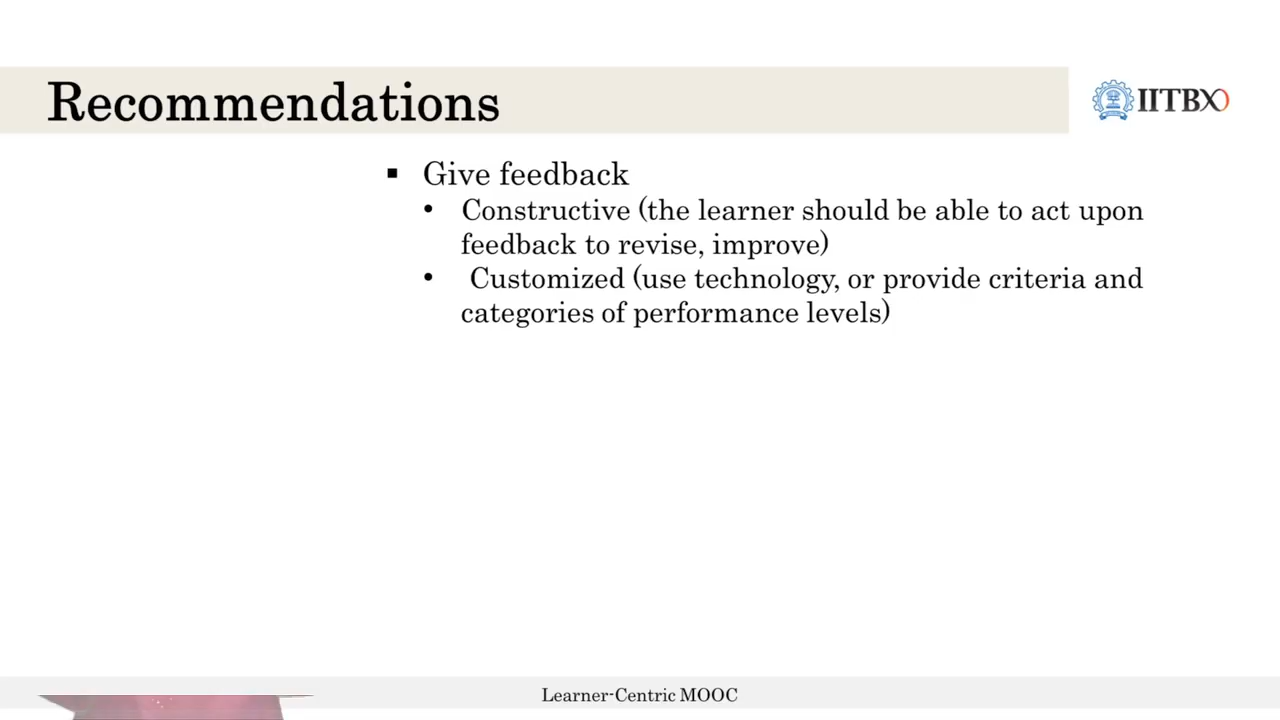 Recommendations
IITBX
▪ Give feedback
• Constructive (the learner should be able to act upon
feedback to revise, improve)
• Customized (use technology, or provide criteria and
categories of performance levels)
Learner-Centric MOOC